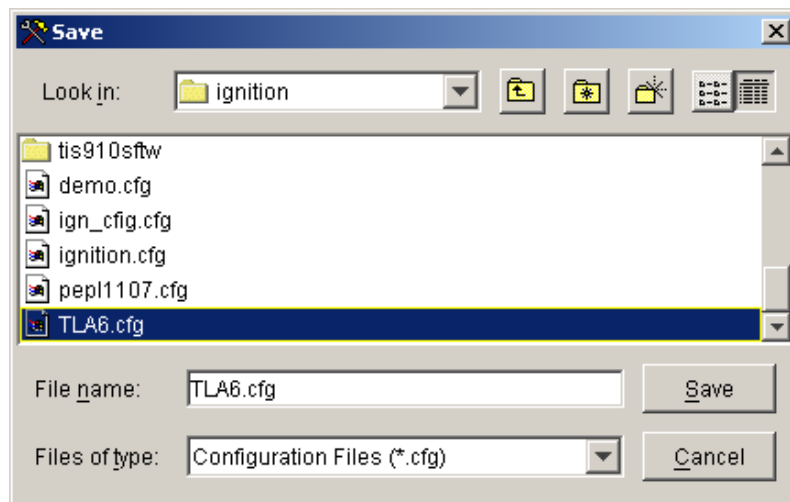 Save
Look in:
ignition
tis910sftw
demo.cfg
ign_cfig.cfg
ignition.cfg
pepl1107.cfg
TLA6.cfg
File name:
TLA6.cfg
Save
Files of type:
Configuration Files (*.cfg)
Cancel